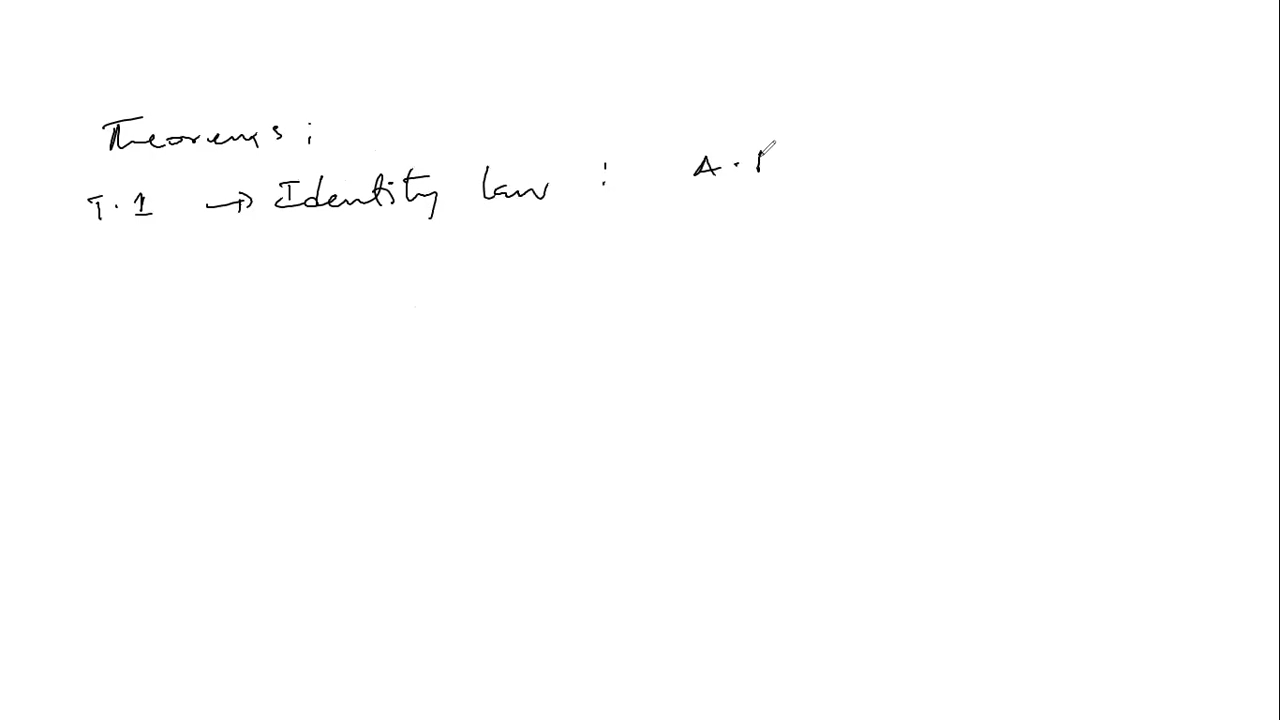 Theorems :
T.1 → Identity law : A .